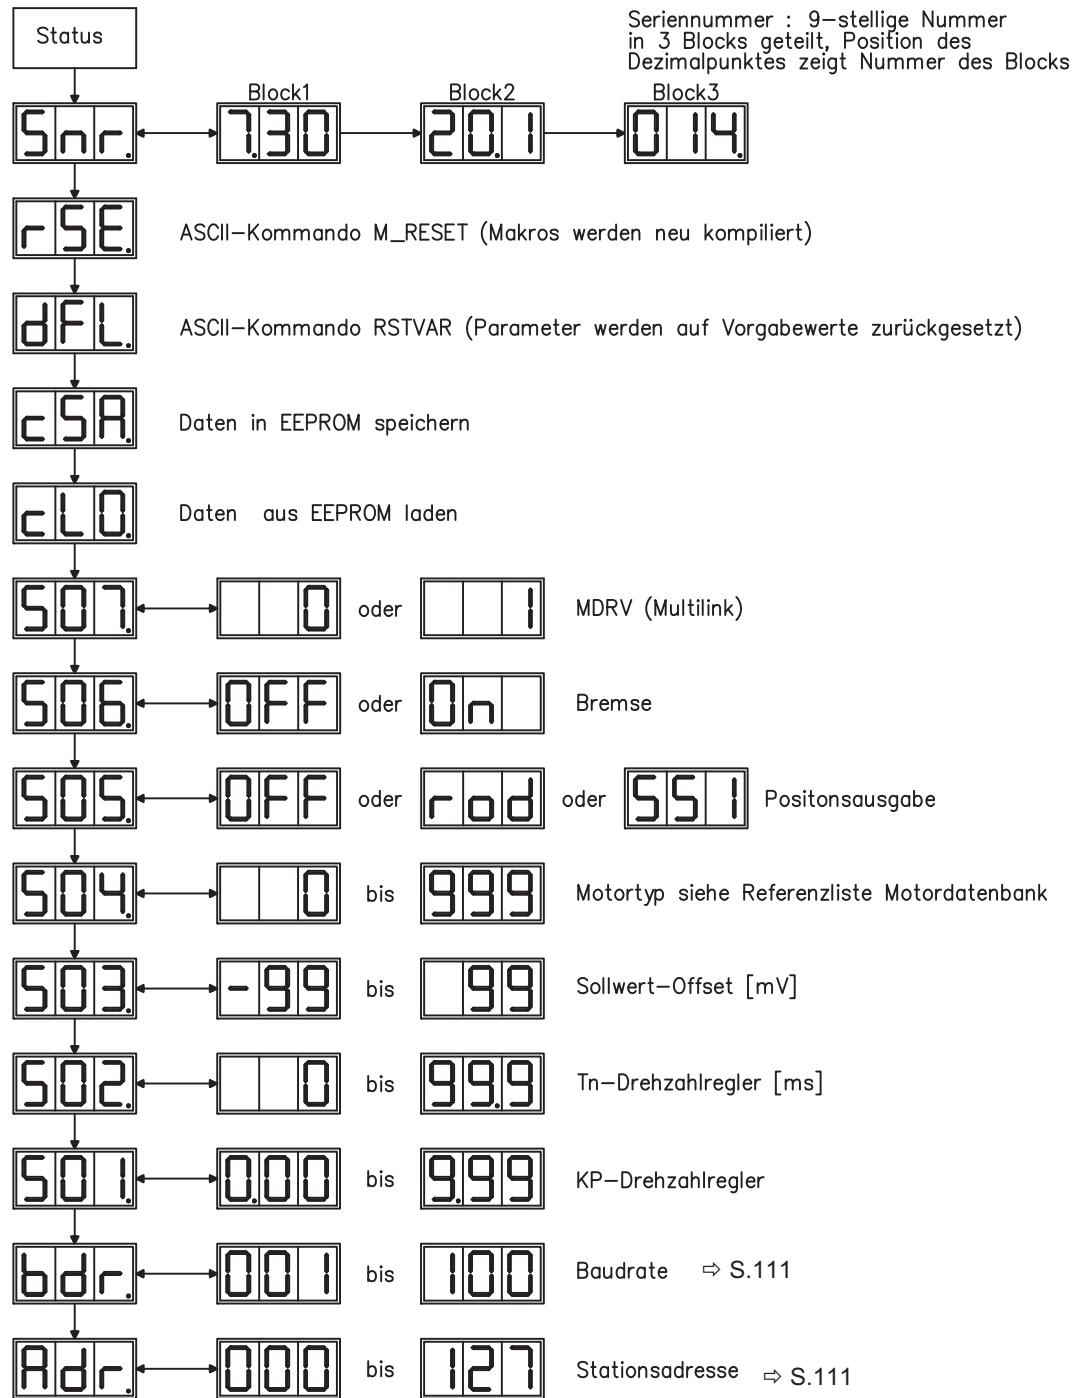 Status
Seriennummer : 9-stellige Nummer
in 3 Blocks geteilt, Position des
Dezimalpunktes zeigt Nummer des Blocks
Block1 Block2 Block3
Snr. 7.30 20.1 014.
rSE. ASCII-Kommando M_RESET (Makros werden neu kompiliert)
dFL. ASCII-Kommando RSTVAR (Parameter werden auf Vorgabewerte zurückgesetzt)
cSA. Daten in EEPROM speichern
cLO. Daten aus EEPROM laden
S07. 0 oder 1 MDRV (Multilink)
S06. OFF oder On Bremse
S05. OFF oder rod oder SS1 Positonsausgabe
S04. 0 bis 999 Motortyp siehe Referenzliste Motordatenbank
S03. -99 bis 99 Sollwert-Offset [mV]
S02. 0 bis 99.9 Tn-Drehzahlregler [ms]
S01. 0.00 bis 9.99 KP-Drehzahlregler
bdr. 001 bis 100 Baudrate ⇨ S.111
Adr. 000 bis 127 Stationsadresse ⇨ S.111